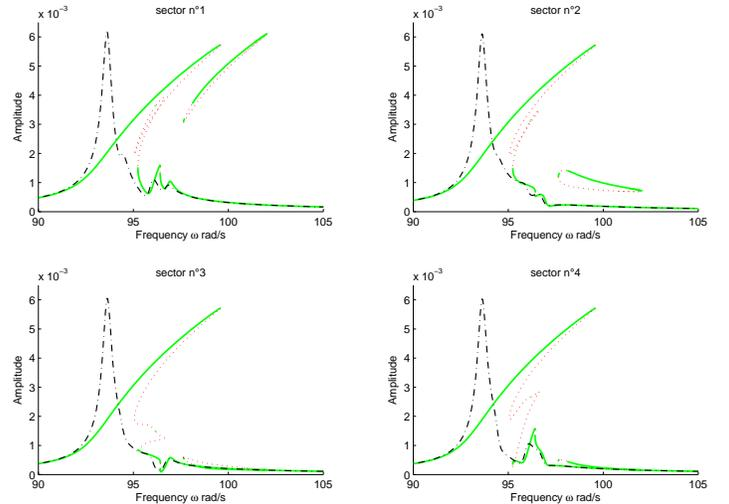 sector n°1
x 10⁻³
6
5
4
3
2
1
0
Amplitude
90 95 100 105
Frequency ω rad/s
sector n°2
x 10⁻³
6
5
4
3
2
1
0
Amplitude
90 95 100 105
Frequency ω rad/s
sector n°3
x 10⁻³
6
5
4
3
2
1
0
Amplitude
90 95 100 105
Frequency ω rad/s
sector n°4
x 10⁻³
6
5
4
3
2
1
0
Amplitude
90 95 100 105
Frequency ω rad/s